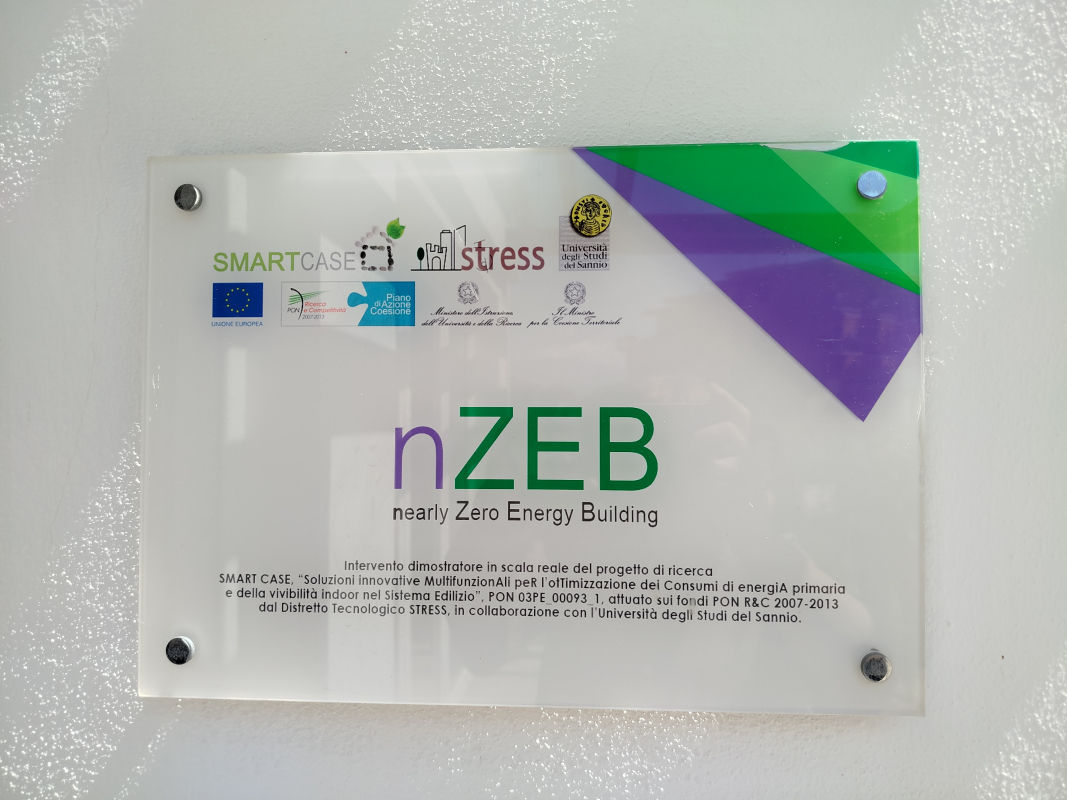 SMARTCASE
stress
Università
degli Studi
del Sannio
UNIONE EUROPEA
PON Ricerca
e Competitività
2007-2013
Piano
di Azione
Coesione
Ministero dell'Istruzione,
dell'Università e della Ricerca
Il Ministro
per la Coesione Territoriale
nZEB
nearly Zero Energy Building
Intervento dimostratore in scala reale del progetto di ricerca
SMART CASE, “Soluzioni innovative MultifunzionAli peR l'otTimizzazione dei Consumi di energiA primaria
e della vivibilità indoor nel Sistema Edilizio”, PON 03PE_00093_1, attuato sui fondi PON R&C 2007-2013
dal Distretto Tecnologico STRESS, in collaborazione con l'Università degli Studi del Sannio.